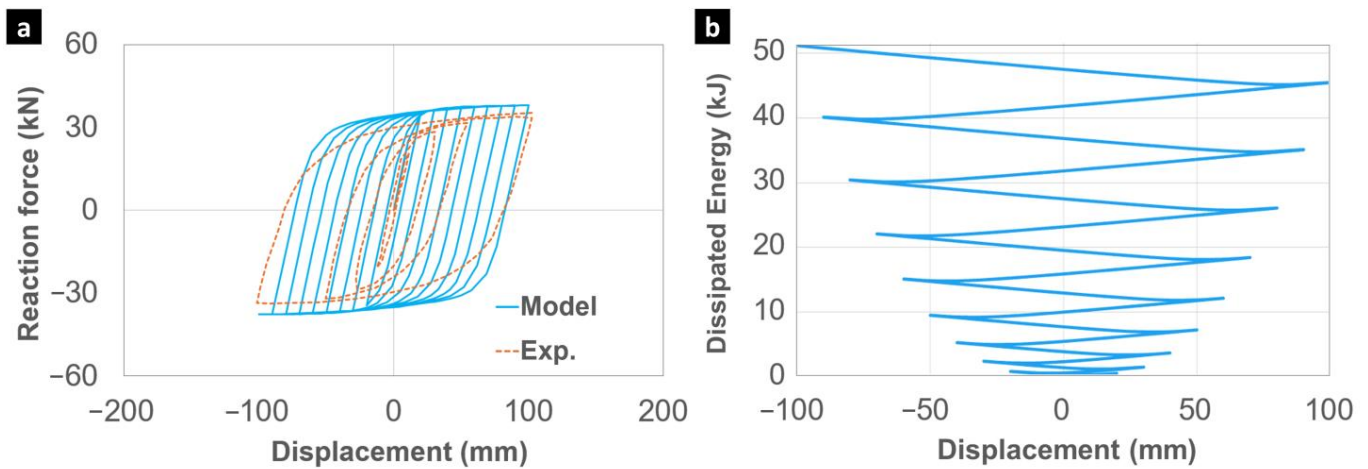 a
Reaction force (kN)
60
30
0
−30
−60
−200
−100
0
100
200
Displacement (mm)
Model
Exp.
b
Dissipated Energy (kJ)
50
40
30
20
10
0
−100
−50
0
50
100
Displacement (mm)